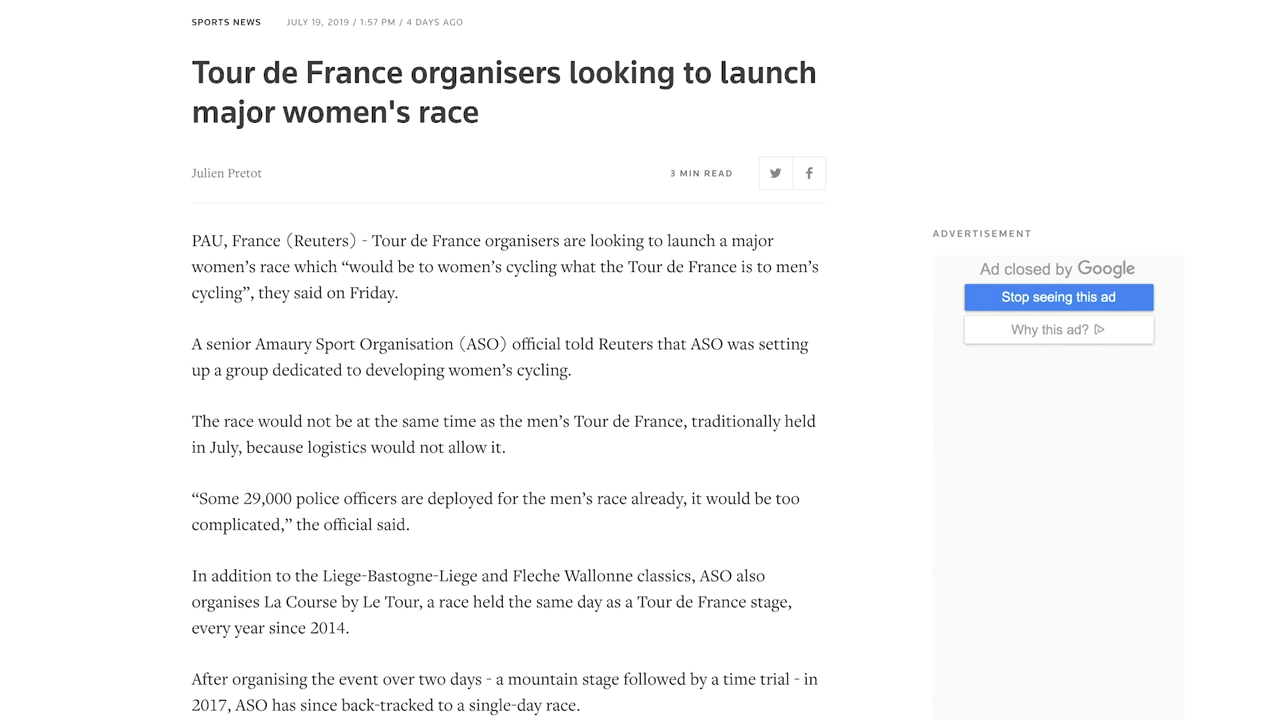 SPORTS NEWS JULY 19, 2019 / 1:57 PM / 4 DAYS AGO
Tour de France organisers looking to launch
major women's race
Julien Pretot
3 MIN READ
PAU, France (Reuters) - Tour de France organisers are looking to launch a major
women’s race which “would be to women’s cycling what the Tour de France is to men’s
cycling”, they said on Friday.
A senior Amaury Sport Organisation (ASO) official told Reuters that ASO was setting
up a group dedicated to developing women’s cycling.
The race would not be at the same time as the men’s Tour de France, traditionally held
in July, because logistics would not allow it.
“Some 29,000 police officers are deployed for the men’s race already, it would be too
complicated,” the official said.
In addition to the Liege-Bastogne-Liege and Fleche Wallonne classics, ASO also
organises La Course by Le Tour, a race held the same day as a Tour de France stage,
every year since 2014.
After organising the event over two days - a mountain stage followed by a time trial - in
2017, ASO has since back-tracked to a single-day race.
ADVERTISEMENT
Ad closed by Google
Stop seeing this ad
Why this ad?